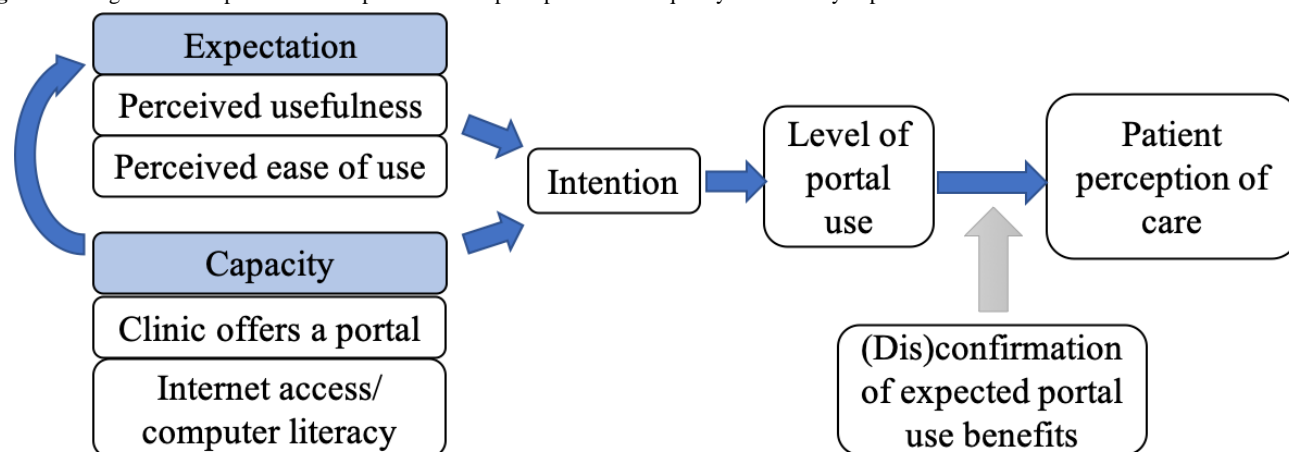 Expectation
Perceived usefulness
Perceived ease of use
Capacity
Clinic offers a portal
Internet access/
computer literacy
Intention
Level of
portal
use
Patient
perception of
care
(Dis)confirmation
of expected portal
use benefits